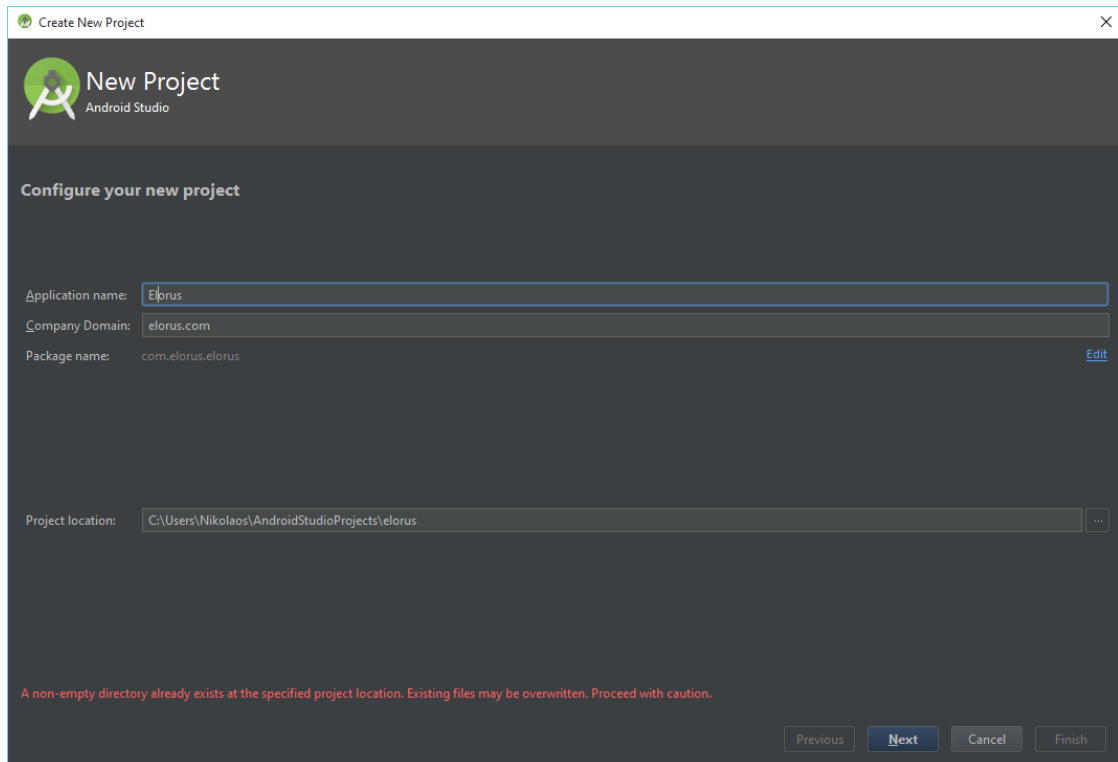 Create New Project
New Project
Android Studio
Configure your new project
Application name: Elorus
Company Domain: elorus.com
Package name: com.elorus.elorus Edit
Project location: C:\Users\Nikolaos\AndroidStudioProjects\elorus ...
A non-empty directory already exists at the specified project location. Existing files may be overwritten. Proceed with caution.
Previous Next Cancel Finish